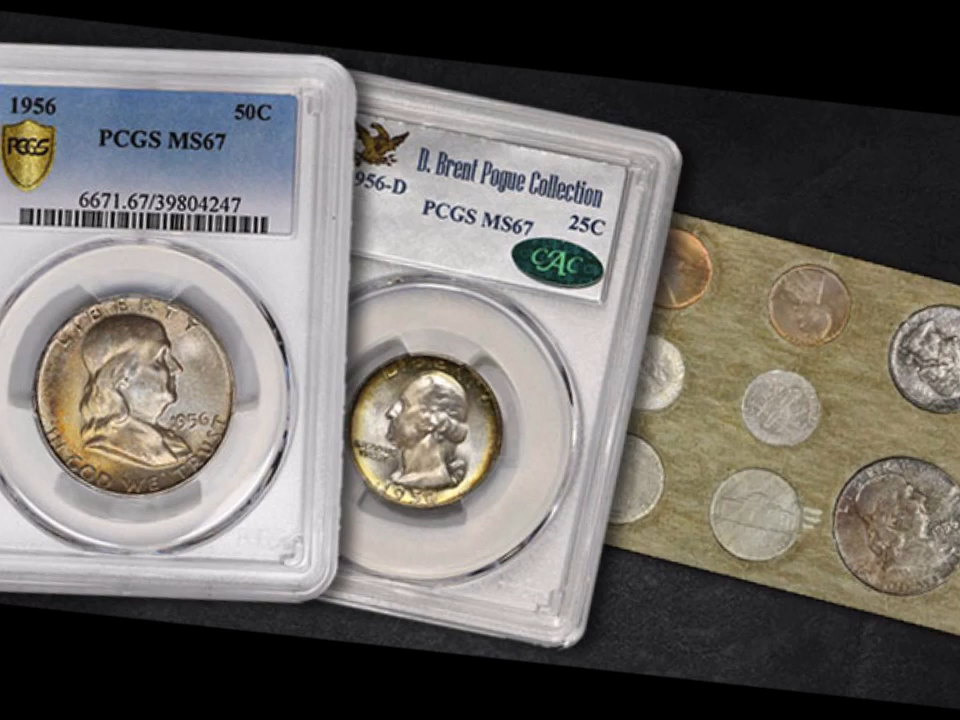 1956 50C
PCGS
PCGS MS67
6671.67/39804247
LIBERTY
1956
IN GOD WE TRUST
D. Brent Pogue Collection
956-D
PCGS MS67 25C
CAC